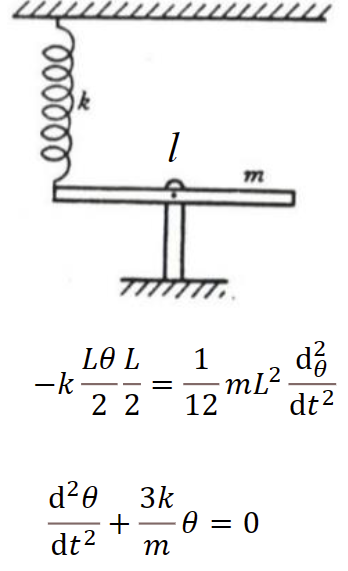 k
l
m
−k Lθ/2 L/2 = 1/12 mL² d²θ/dt²
d²θ/dt² + 3k/m θ = 0